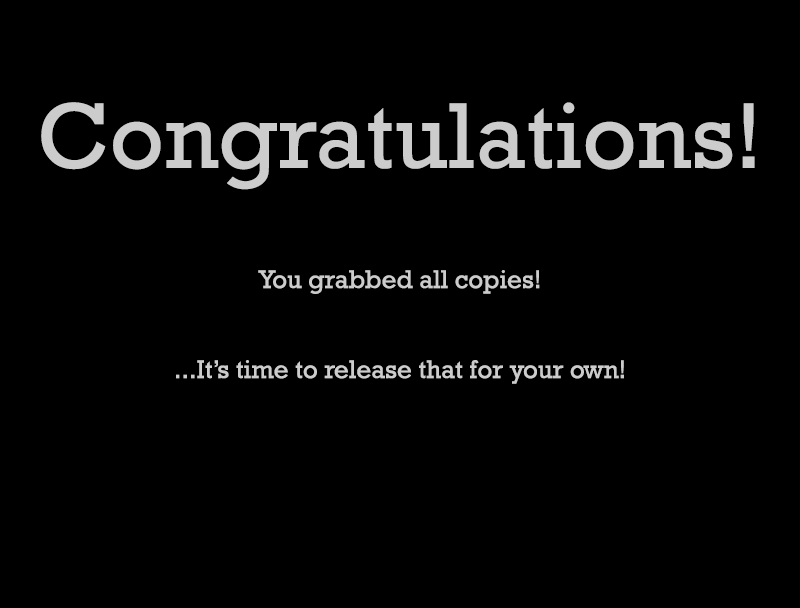 Congratulations!
You grabbed all copies!
...It’s time to release that for your own!